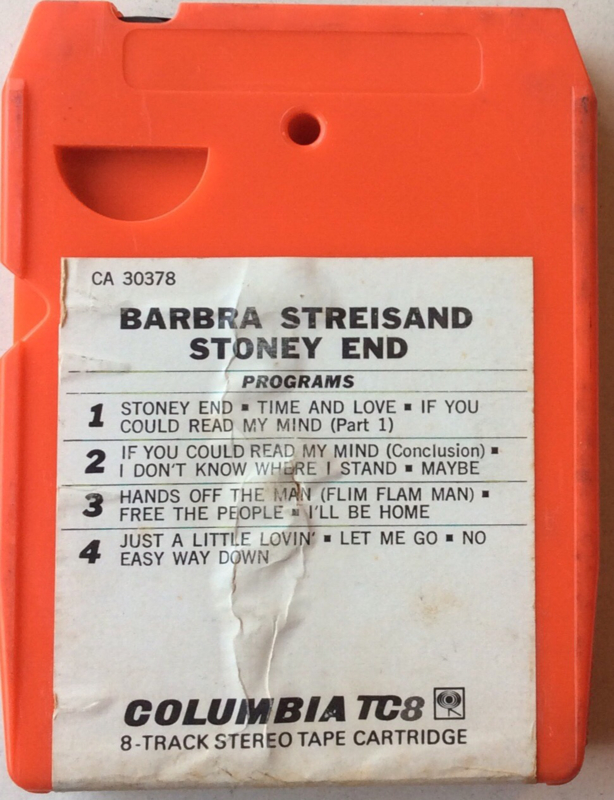 CA 30378
BARBRA STREISAND
STONEY END
PROGRAMS
1 STONEY END ▪ TIME AND LOVE ▪ IF YOU
COULD READ MY MIND (Part 1)
2 IF YOU COULD READ MY MIND (Conclusion) ▪
I DON'T KNOW WHERE I STAND ▪ MAYBE
3 HANDS OFF THE MAN (FLIM FLAM MAN) ▪
FREE THE PEOPLE ▪ I'LL BE HOME
4 JUST A LITTLE LOVIN' ▪ LET ME GO ▪ NO
EASY WAY DOWN
COLUMBIA TC8
8-TRACK STEREO TAPE CARTRIDGE